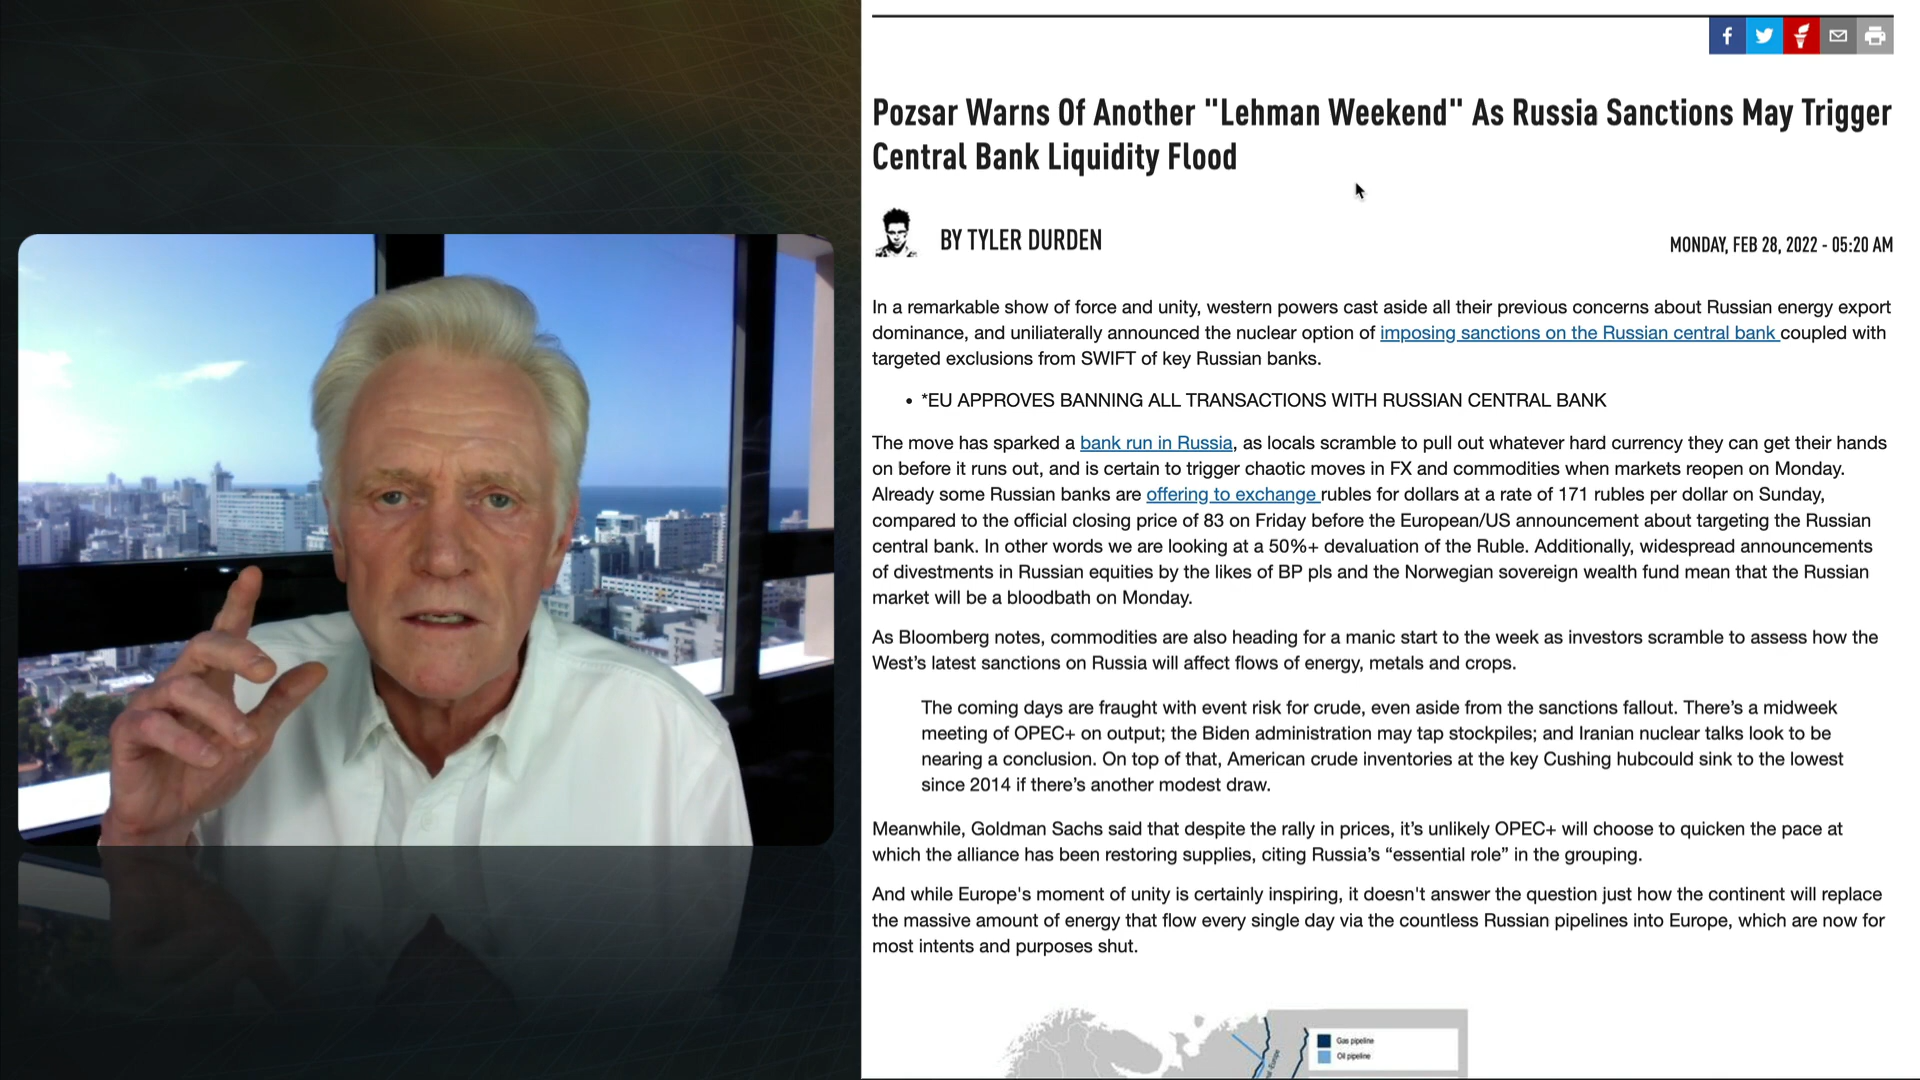 Pozsar Warns Of Another "Lehman Weekend" As Russia Sanctions May Trigger
Central Bank Liquidity Flood
BY TYLER DURDEN
MONDAY, FEB 28, 2022 - 05:20 AM
In a remarkable show of force and unity, western powers cast aside all their previous concerns about Russian energy export
dominance, and uniliaterally announced the nuclear option of imposing sanctions on the Russian central bank coupled with
targeted exclusions from SWIFT of key Russian banks.
• *EU APPROVES BANNING ALL TRANSACTIONS WITH RUSSIAN CENTRAL BANK
The move has sparked a bank run in Russia, as locals scramble to pull out whatever hard currency they can get their hands
on before it runs out, and is certain to trigger chaotic moves in FX and commodities when markets reopen on Monday.
Already some Russian banks are offering to exchange rubles for dollars at a rate of 171 rubles per dollar on Sunday,
compared to the official closing price of 83 on Friday before the European/US announcement about targeting the Russian
central bank. In other words we are looking at a 50%+ devaluation of the Ruble. Additionally, widespread announcements
of divestments in Russian equities by the likes of BP pls and the Norwegian sovereign wealth fund mean that the Russian
market will be a bloodbath on Monday.
As Bloomberg notes, commodities are also heading for a manic start to the week as investors scramble to assess how the
West’s latest sanctions on Russia will affect flows of energy, metals and crops.
The coming days are fraught with event risk for crude, even aside from the sanctions fallout. There’s a midweek
meeting of OPEC+ on output; the Biden administration may tap stockpiles; and Iranian nuclear talks look to be
nearing a conclusion. On top of that, American crude inventories at the key Cushing hubcould sink to the lowest
since 2014 if there’s another modest draw.
Meanwhile, Goldman Sachs said that despite the rally in prices, it’s unlikely OPEC+ will choose to quicken the pace at
which the alliance has been restoring supplies, citing Russia’s “essential role” in the grouping.
And while Europe's moment of unity is certainly inspiring, it doesn't answer the question just how the continent will replace
the massive amount of energy that flow every single day via the countless Russian pipelines into Europe, which are now for
most intents and purposes shut.
Gas pipeline
Oil pipeline